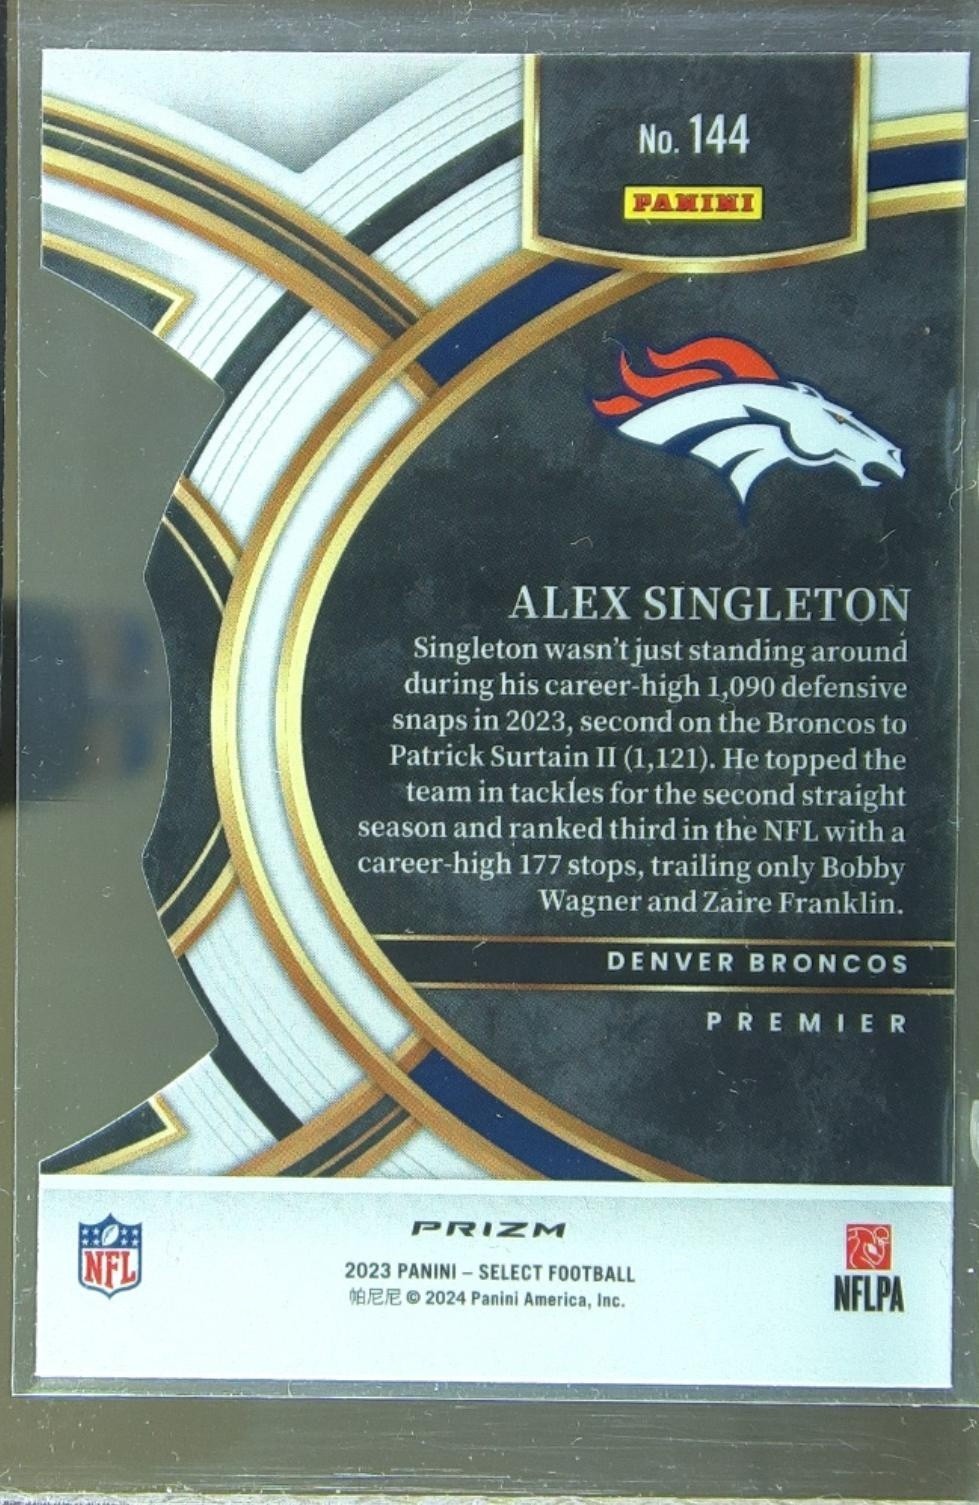 No. 144
PANINI
ALEX SINGLETON
Singleton wasn't just standing around
during his career-high 1,090 defensive
snaps in 2023, second on the Broncos to
Patrick Surtain II (1,121). He topped the
team in tackles for the second straight
season and ranked third in the NFL with a
career-high 177 stops, trailing only Bobby
Wagner and Zaire Franklin.
DENVER BRONCOS
PREMIER
PRIZM
NFL
2023 PANINI – SELECT FOOTBALL
帕尼尼 © 2024 Panini America, Inc.
NFLPA